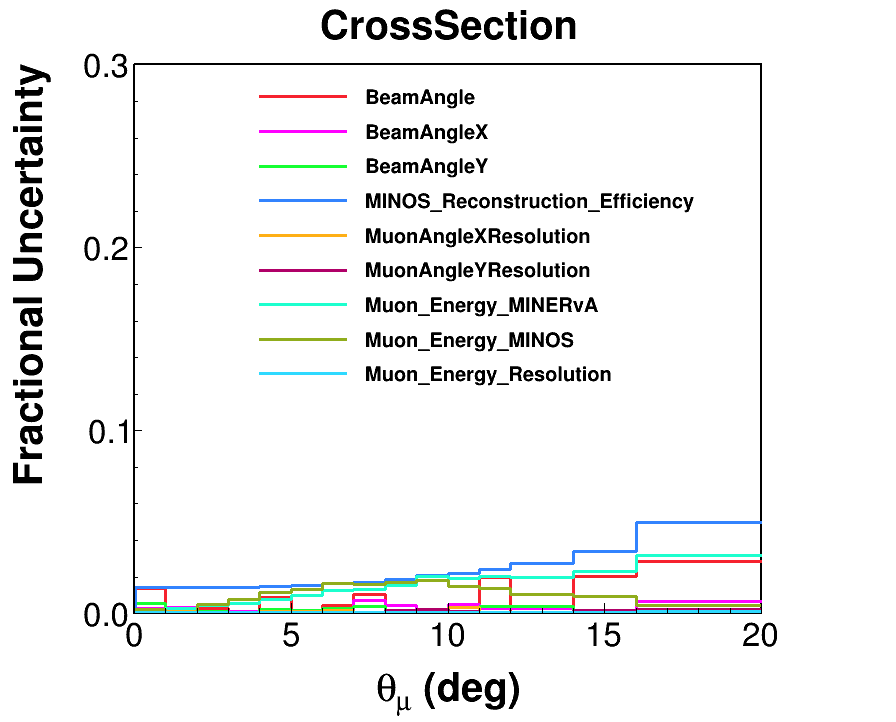 CrossSection
Fractional Uncertainty
0.3
0.2
0.1
0.0
BeamAngle
BeamAngleX
BeamAngleY
MINOS_Reconstruction_Efficiency
MuonAngleXResolution
MuonAngleYResolution
Muon_Energy_MINERvA
Muon_Energy_MINOS
Muon_Energy_Resolution
0 5 10 15 20
θμ (deg)